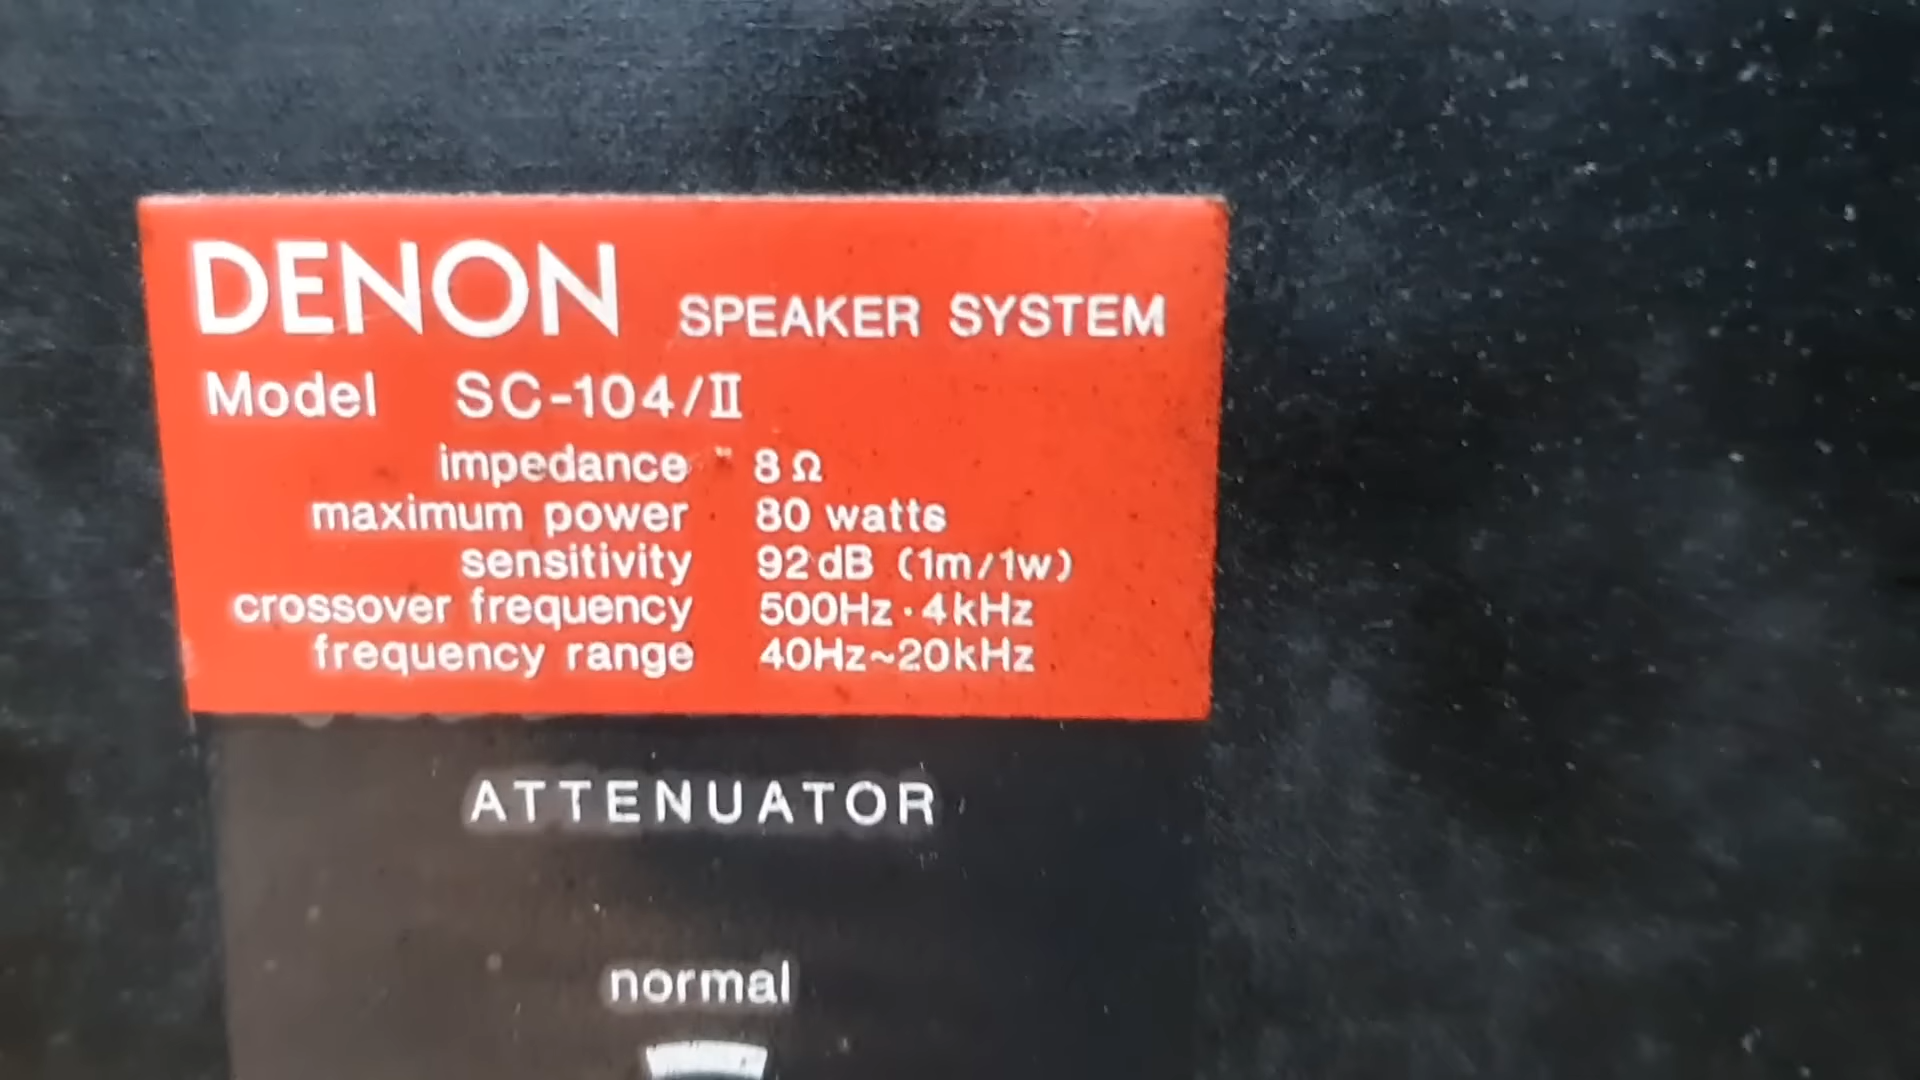 DENON SPEAKER SYSTEM
Model SC-104/II
impedance 8 Ω
maximum power 80 watts
sensitivity 92dB (1m/1w)
crossover frequency 500Hz·4kHz
frequency range 40Hz~20kHz
ATTENUATOR
normal